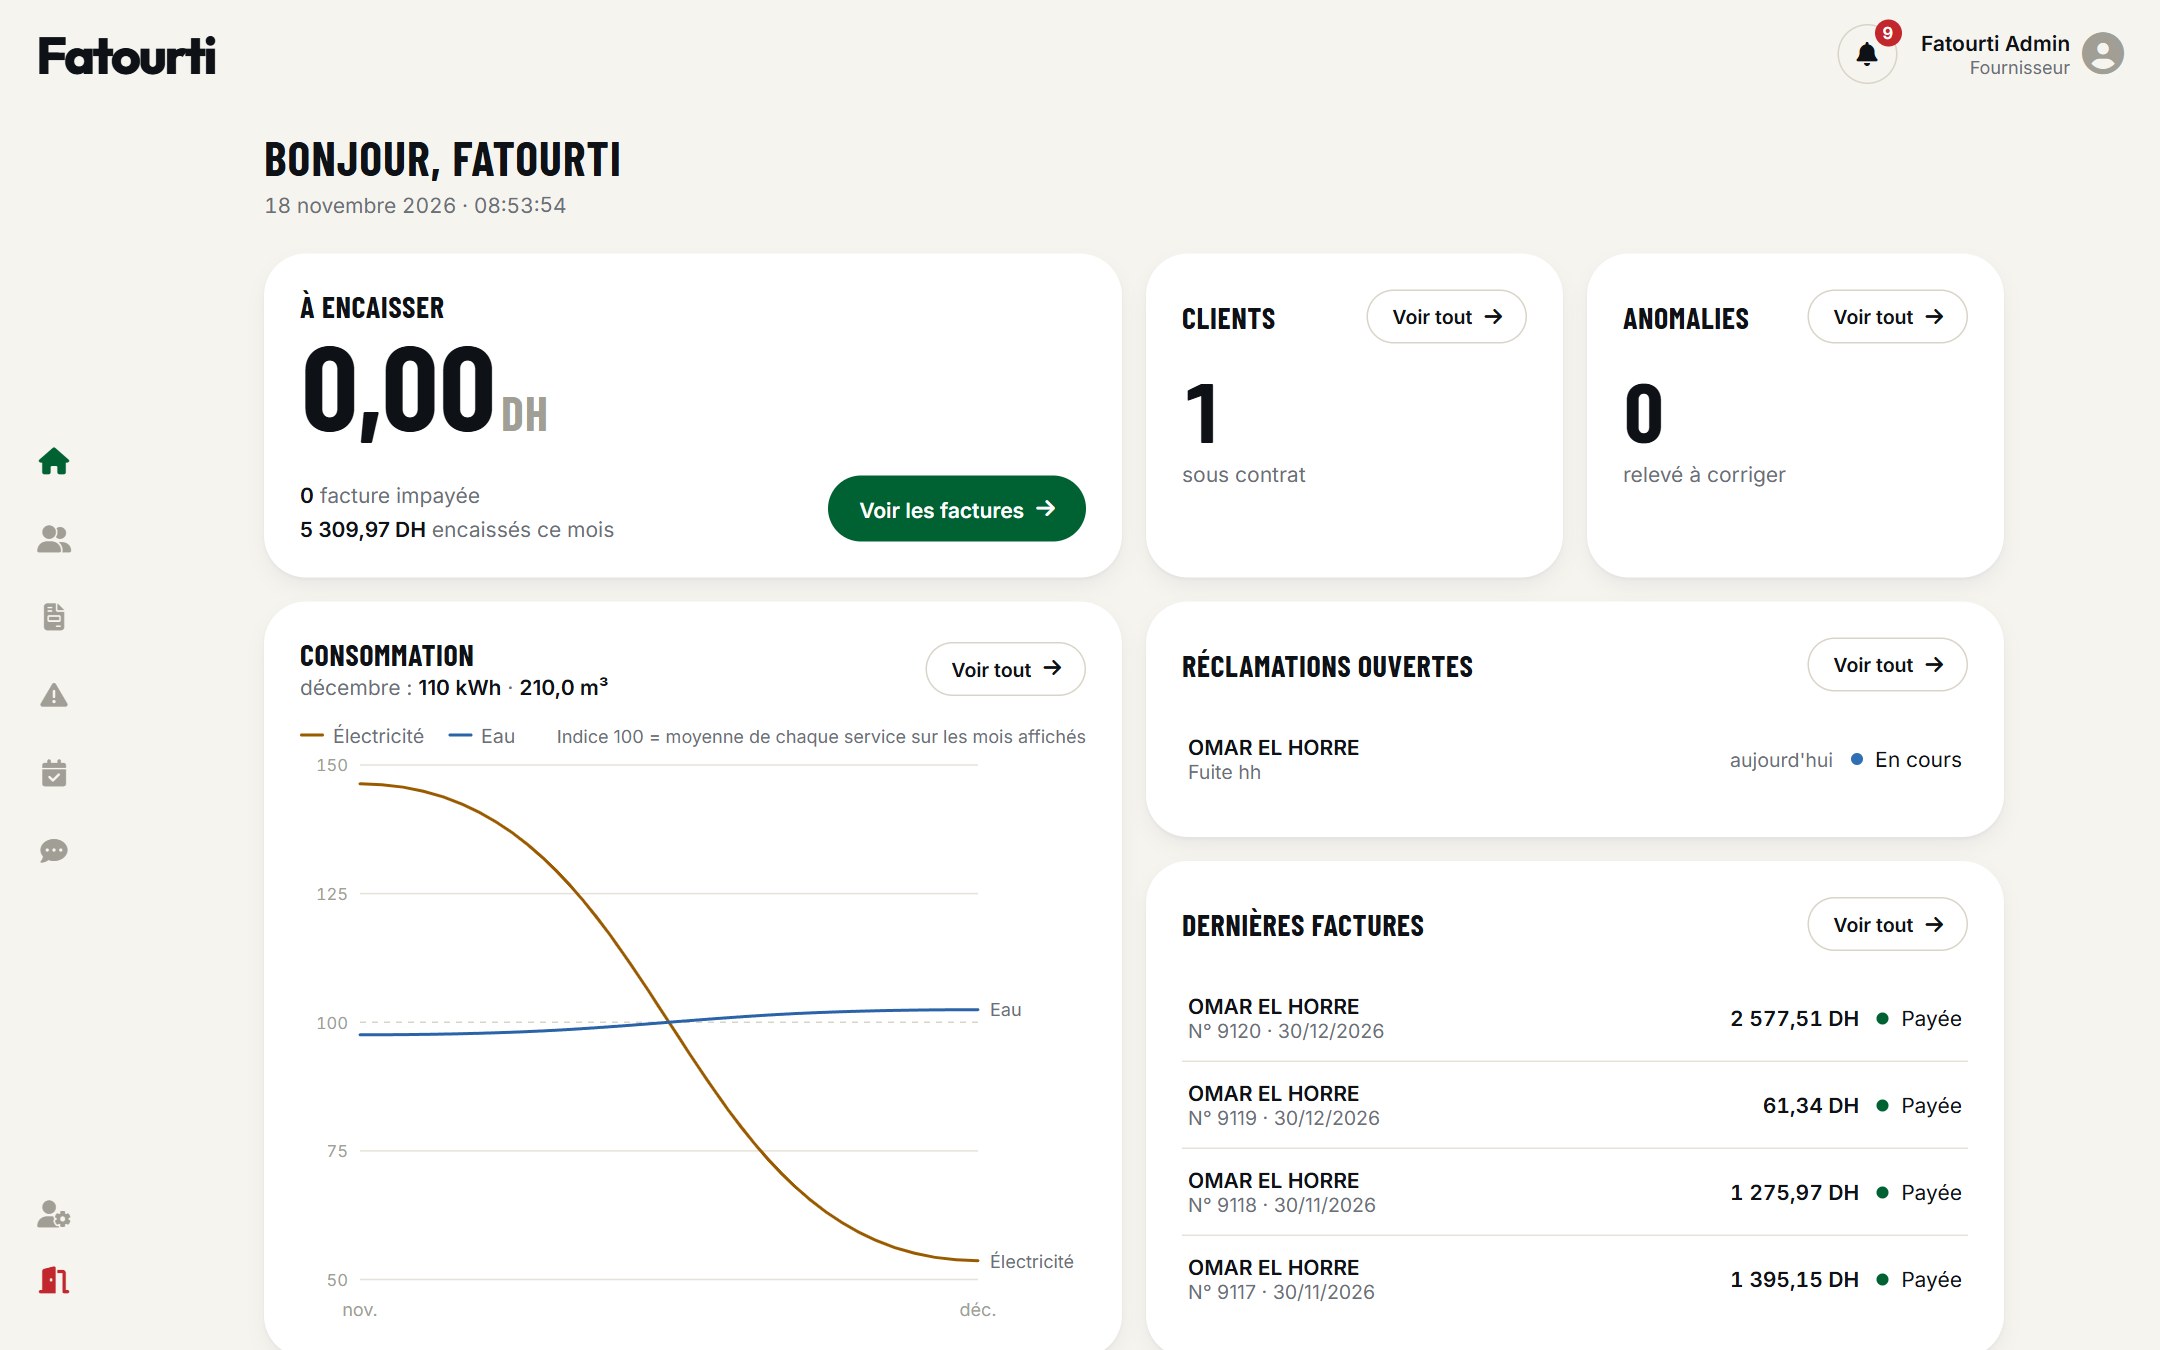 Fatourti
9
Fatourti Admin
Fournisseur
BONJOUR, FATOURTI
18 novembre 2026 · 08:53:54
À ENCAISSER
0,00 DH
0 facture impayée
5 309,97 DH encaissés ce mois
Voir les factures →
CLIENTS
Voir tout →
1
sous contrat
ANOMALIES
Voir tout →
0
relevé à corriger
CONSOMMATION
décembre : 110 kWh · 210,0 m³
Voir tout →
Électricité
Eau
Indice 100 = moyenne de chaque service sur les mois affichés
150
125
100
75
50
Eau
Électricité
nov.
déc.
RÉCLAMATIONS OUVERTES
Voir tout →
OMAR EL HORRE
Fuite hh
aujourd'hui
En cours
DERNIÈRES FACTURES
Voir tout →
OMAR EL HORRE
N° 9120 · 30/12/2026
2 577,51 DH
Payée
OMAR EL HORRE
N° 9119 · 30/12/2026
61,34 DH
Payée
OMAR EL HORRE
N° 9118 · 30/11/2026
1 275,97 DH
Payée
OMAR EL HORRE
N° 9117 · 30/11/2026
1 395,15 DH
Payée